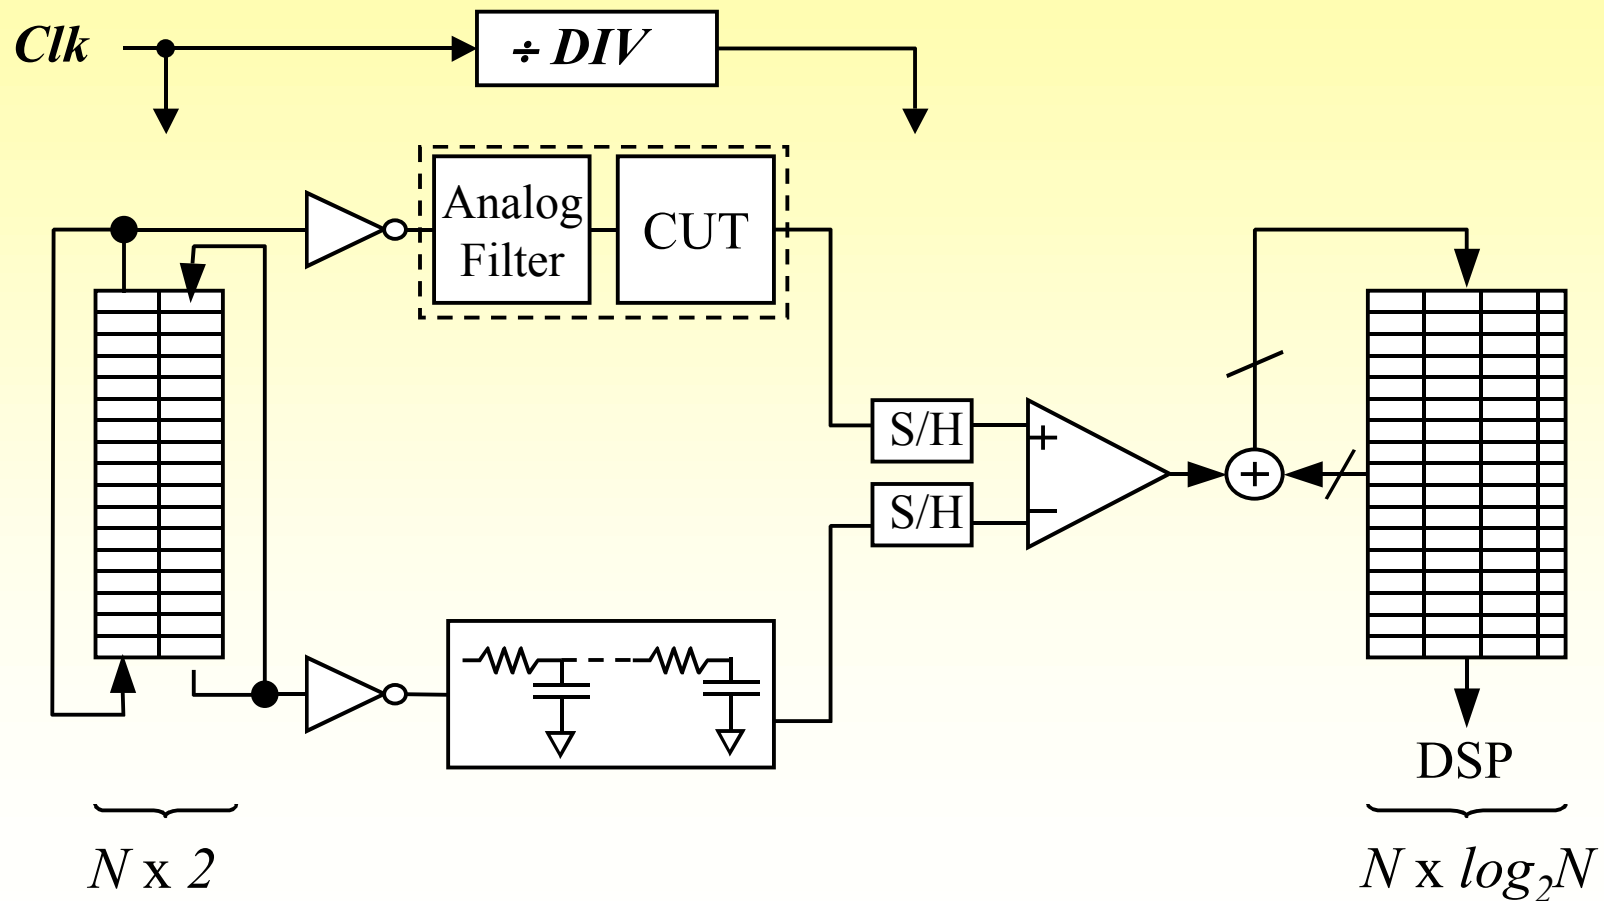 Clk
÷ DIV
Analog
Filter
CUT
S/H
+
S/H
−
+
DSP
N x 2
N x log₂N